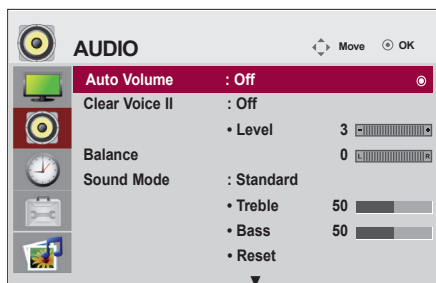 AUDIO Move OK
Auto Volume : Off
Clear Voice II : Off
• Level 3 - +
Balance 0 L R
Sound Mode : Standard
• Treble 50
• Bass 50
• Reset